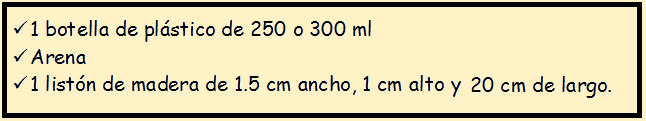 ✓1 botella de plástico de 250 o 300 ml
✓Arena
✓1 listón de madera de 1.5 cm ancho, 1 cm alto y 20 cm de largo.